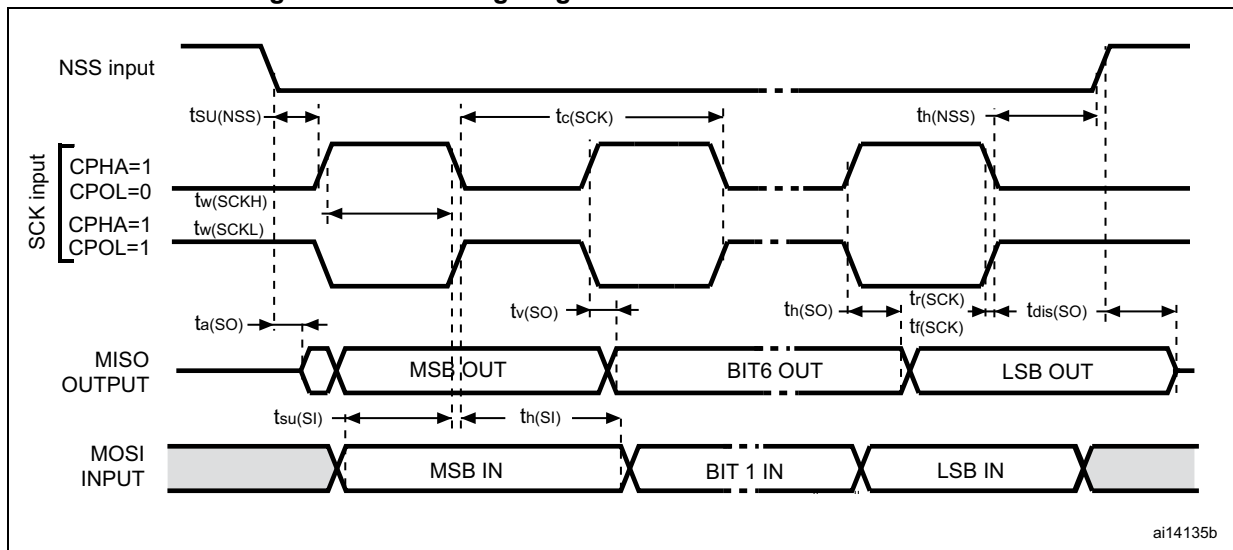 NSS input
tSU(NSS)
tc(SCK)
th(NSS)
SCK input
CPHA=1
CPOL=0
tw(SCKH)
CPHA=1
tw(SCKL)
CPOL=1
ta(SO)
tv(SO)
th(SO)
tr(SCK)
tf(SCK)
tdis(SO)
MISO
OUTPUT
MSB OUT
BIT6 OUT
LSB OUT
tsu(SI)
th(SI)
MOSI
INPUT
MSB IN
BIT 1 IN
LSB IN
ai14135b